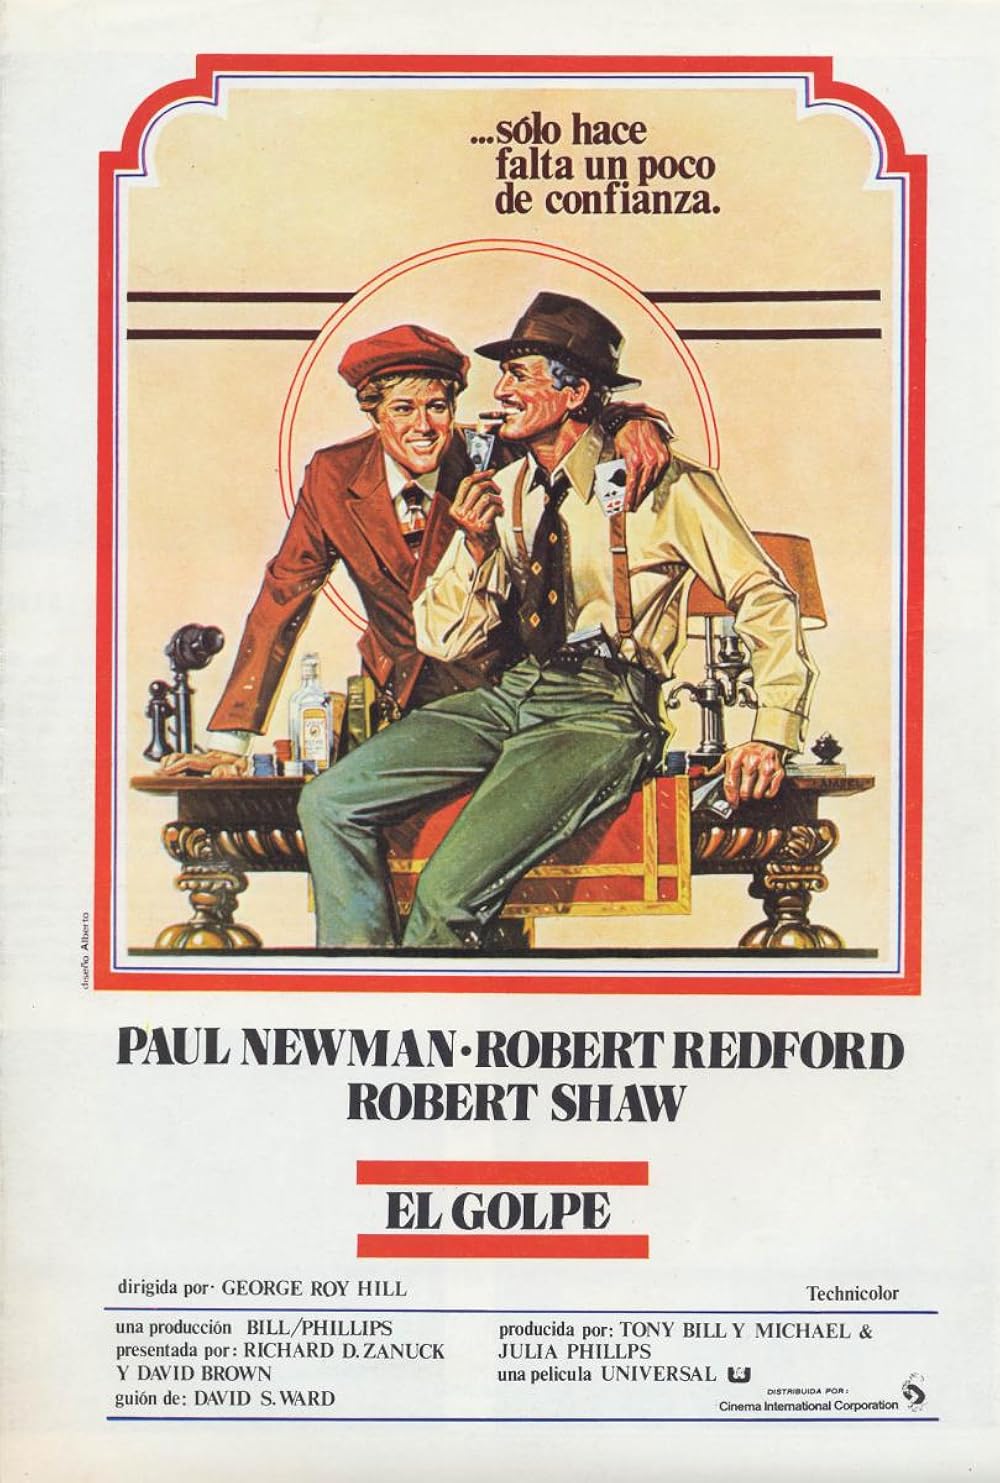 ...sólo hace
falta un poco
de confianza.
diseño Alberto
PAUL NEWMAN·ROBERT REDFORD
ROBERT SHAW
EL GOLPE
dirigida por· GEORGE ROY HILL
Technicolor
una producción BILL/PHILLIPS
presentada por: RICHARD D. ZANUCK
Y DAVID BROWN
guión de: DAVID S. WARD
producida por: TONY BILL Y MICHAEL &
JULIA PHILLPS
una pelicula UNIVERSAL
DISTRIBUIDA POR:
Cinema International Corporation